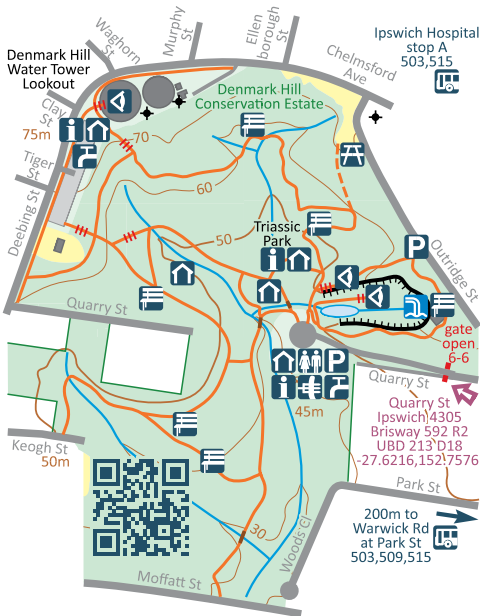 Waghorn
St
Murphy
St
Ellen
borough
St
Chelmsford
Ave
Ipswich Hospital
stop A
503,515
Denmark Hill
Water Tower
Lookout
Denmark Hill
Conservation Estate
Clay
St
75m
70
Tiger
St
60
Deebing St
50
Triassic
Park
P
Outridge St
Quarry St
gate
open
6-6
P
45m
Quarry St
Quarry St
Ipswich 4305
Brisway 592 R2
UBD 213 D18
-27.6216,152.7576
Keogh St
50m
Park St
200m to
Warwick Rd
at Park St
503,509,515
30
Woods Cl
Moffatt St